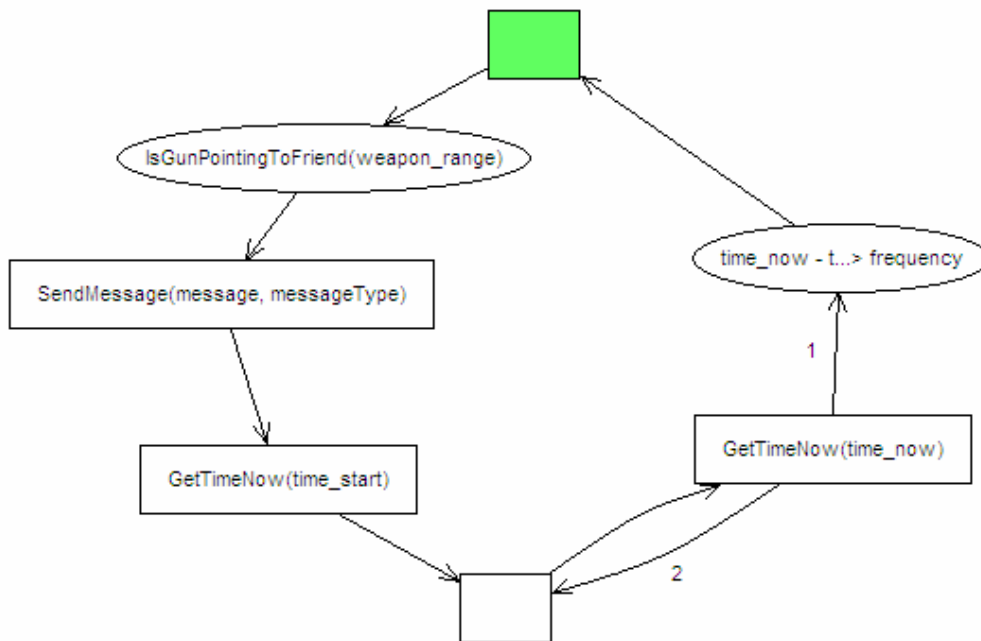 IsGunPointingToFriend(weapon_range)
time_now - t...> frequency
SendMessage(message, messageType)
1
GetTimeNow(time_now)
GetTimeNow(time_start)
2